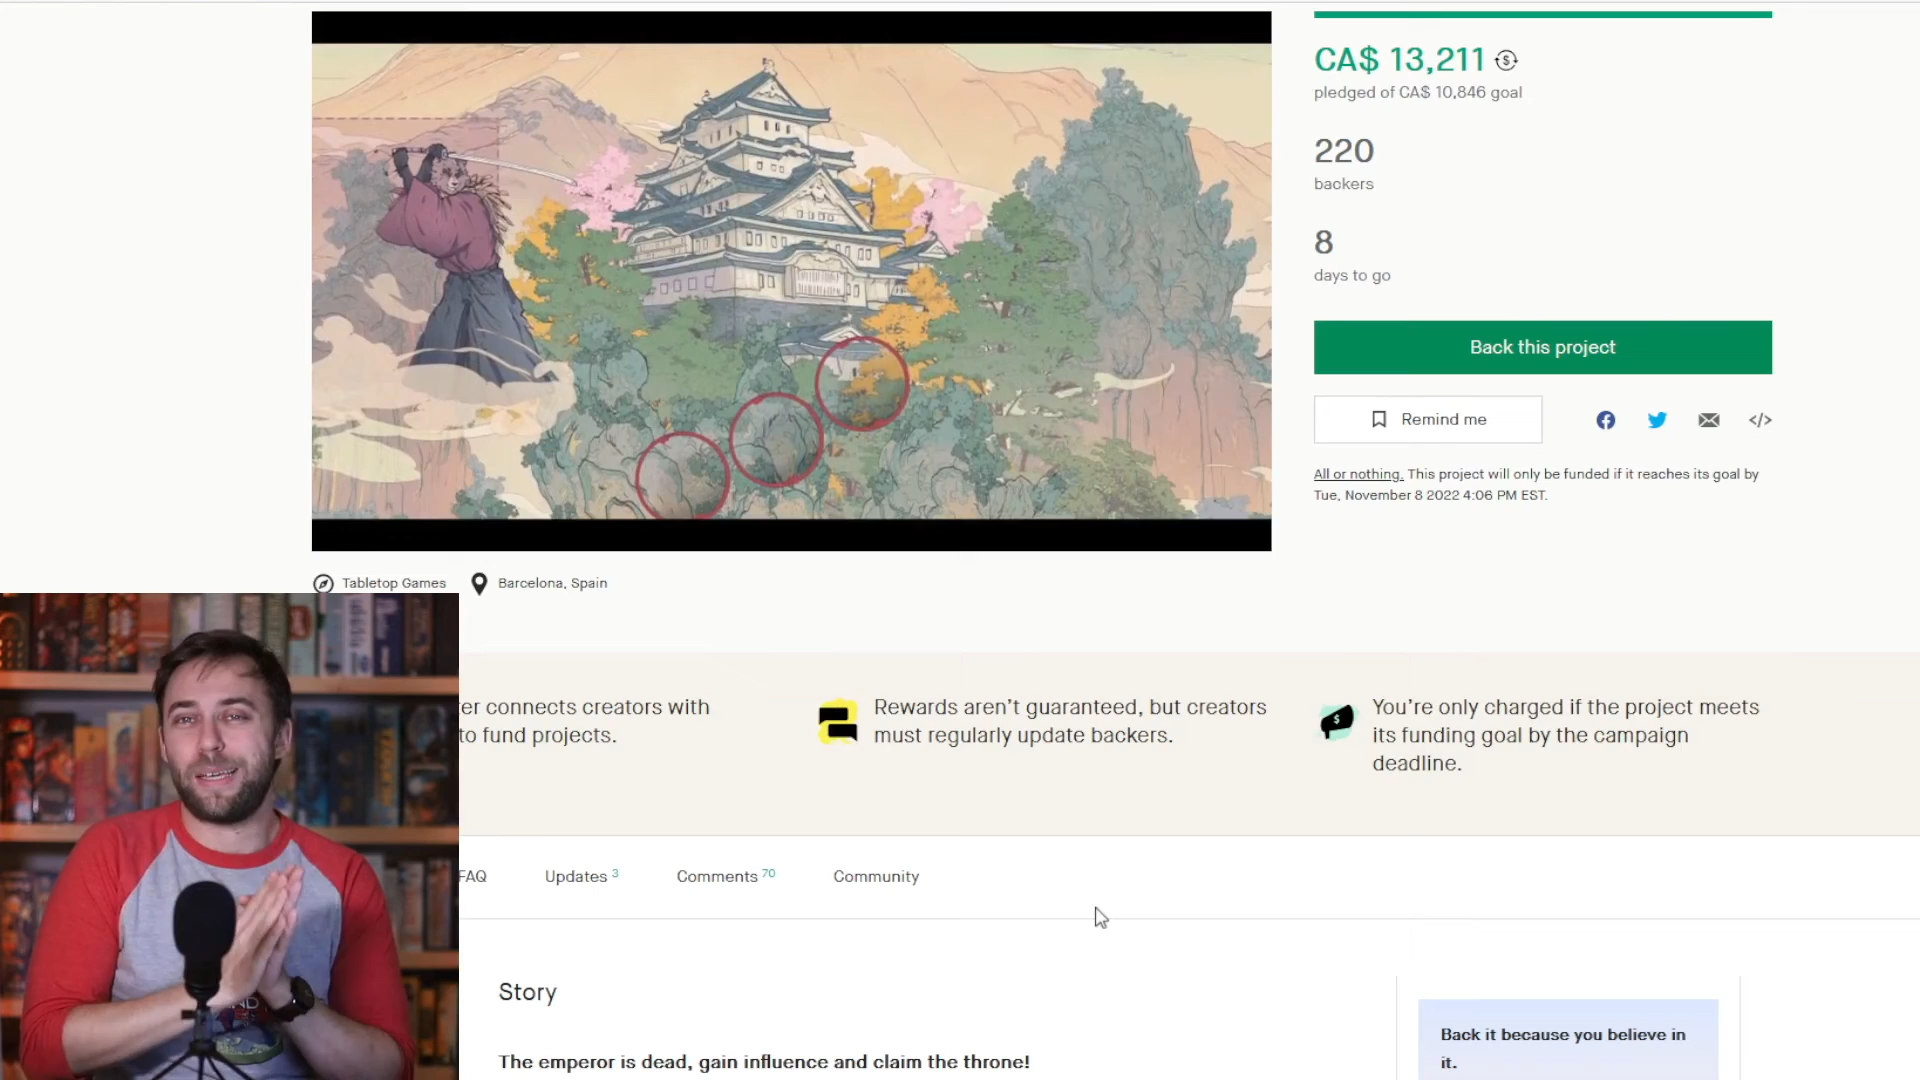 CA$ 13,211
pledged of CA$ 10,846 goal
220
backers
8
days to go
Back this project
Remind me
</>
All or nothing. This project will only be funded if it reaches its goal by
Tue, November 8 2022 4:06 PM EST.
Tabletop Games
Barcelona, Spain
er connects creators with
to fund projects.
Rewards aren't guaranteed, but creators
must regularly update backers.
You're only charged if the project meets
its funding goal by the campaign
deadline.
FAQ
Updates 3
Comments 70
Community
Story
The emperor is dead, gain influence and claim the throne!
Back it because you believe in
it.